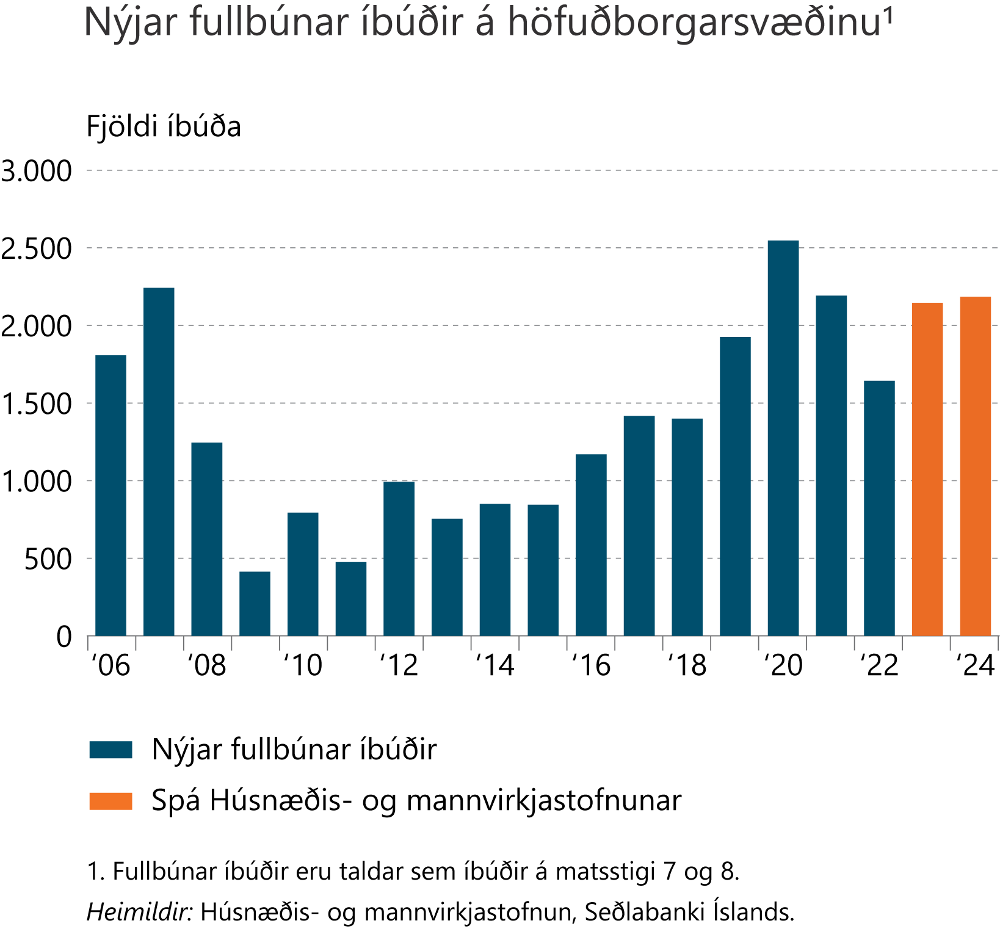 Nýjar fullbúnar íbúðir á höfuðborgarsvæðinu¹
Fjöldi íbúða
3.000
2.500
2.000
1.500
1.000
500
0
‘06 ‘08 ‘10 ‘12 ‘14 ‘16 ‘18 ‘20 ‘22 ‘24
Nýjar fullbúnar íbúðir
Spá Húsnæðis- og mannvirkjastofnunar
1. Fullbúnar íbúðir eru taldar sem íbúðir á matsstigi 7 og 8.
Heimildir: Húsnæðis- og mannvirkjastofnun, Seðlabanki Íslands.